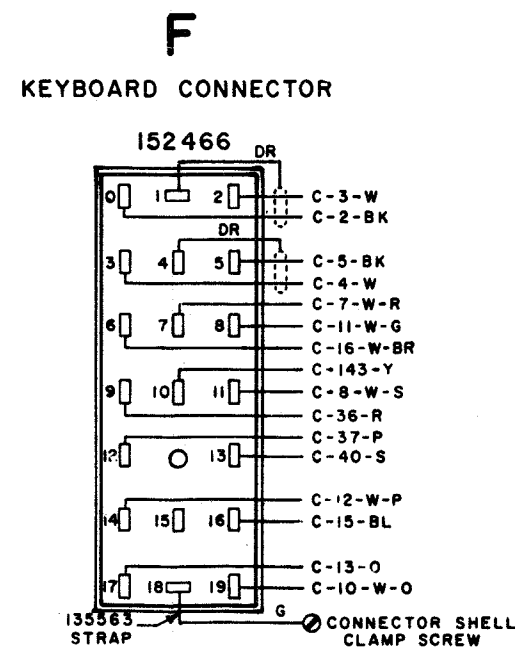 F
KEYBOARD CONNECTOR
152466
DR
0 1 2 C-3-W
C-2-BK
DR
3 4 5 C-5-BK
C-4-W
C-7-W-R
6 7 8 C-11-W-G
C-16-W-BR
C-143-Y
9 10 11 C-8-W-S
C-36-R
C-37-P
12 13 C-40-S
C-12-W-P
14 15 16 C-15-BL
C-13-O
17 18 19 C-10-W-O
135563 G
STRAP
CONNECTOR SHELL
CLAMP SCREW